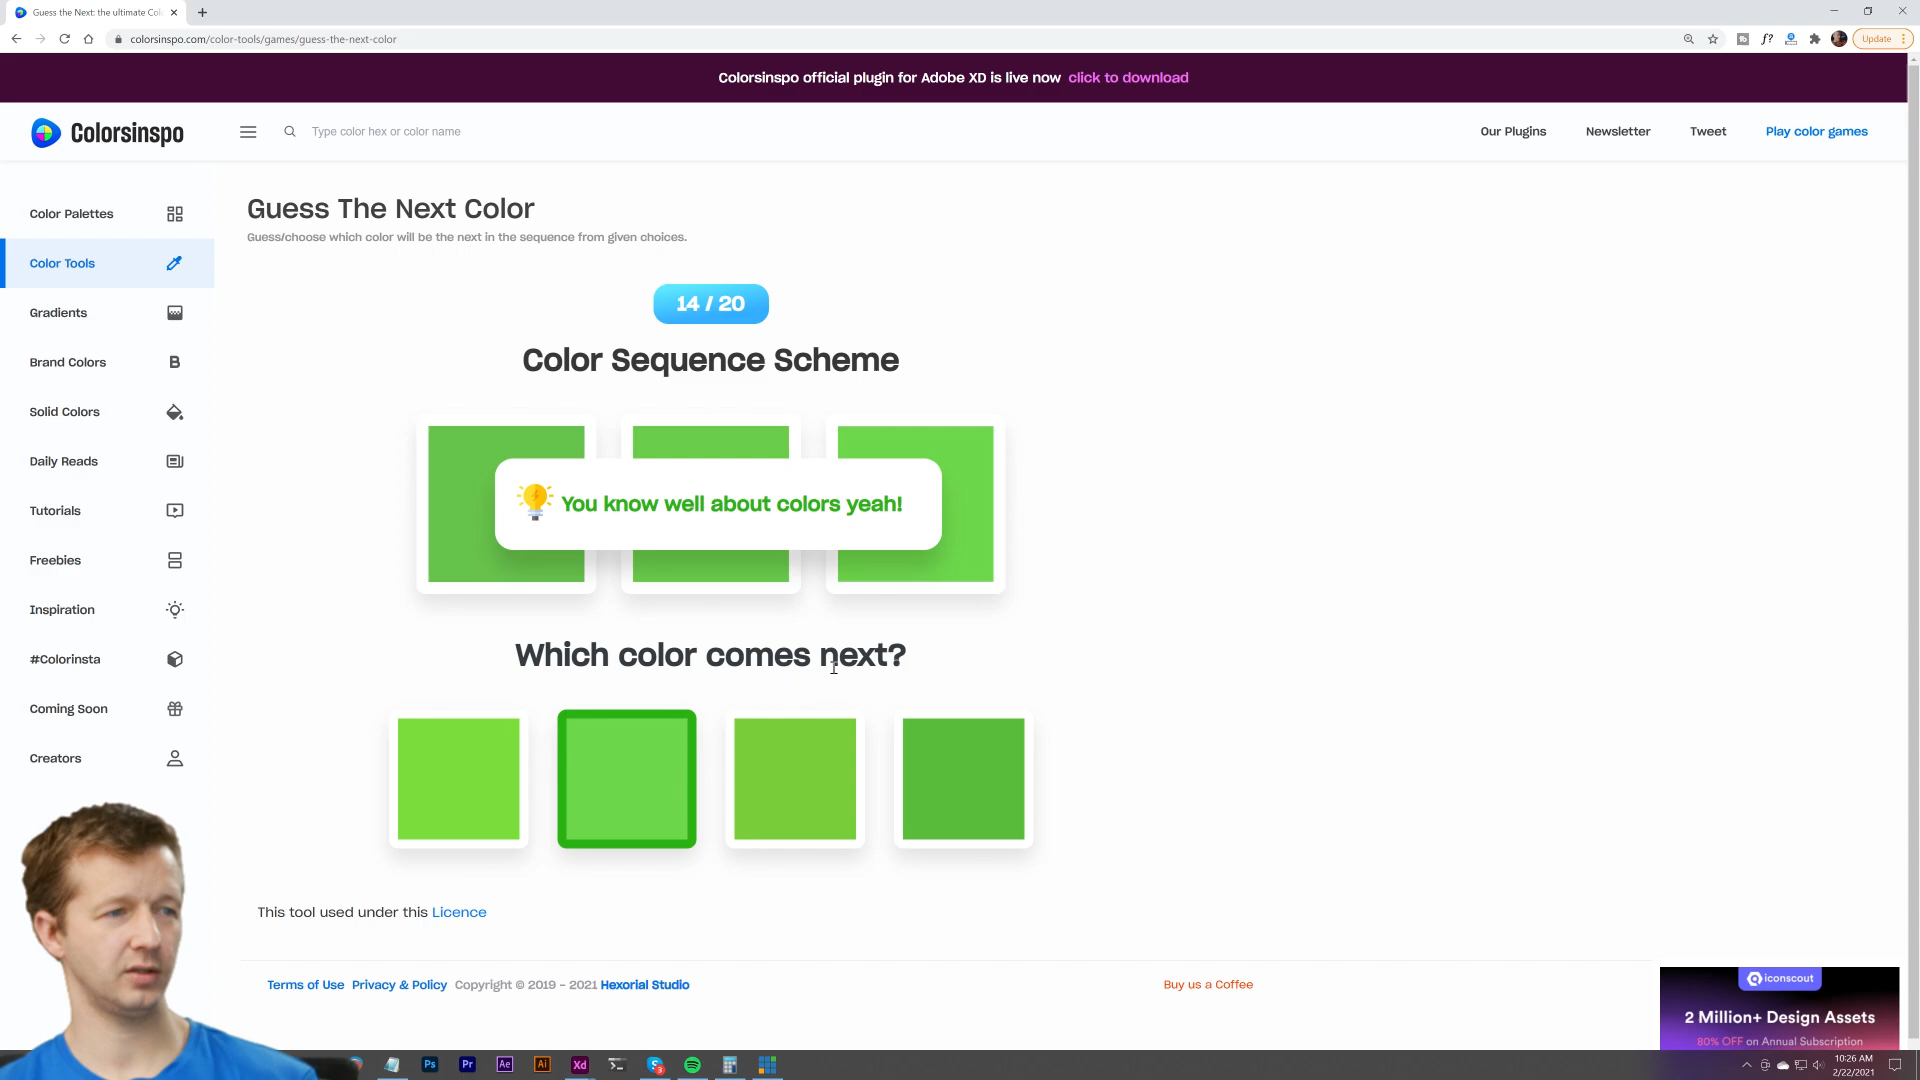 Guess the Next: the ultimate Col
colorsinspo.com/color-tools/games/guess-the-next-color
f?
Update
Colorsinspo official plugin for Adobe XD is live now click to download
Colorsinspo
Type color hex or color name
Our Plugins
Newsletter
Tweet
Play color games
Color Palettes
Color Tools
Gradients
Brand Colors
B
Solid Colors
Daily Reads
Tutorials
Freebies
Inspiration
#Colorinsta
Coming Soon
Creators
Guess The Next Color
Guess/choose which color will be the next in the sequence from given choices.
14 / 20
Color Sequence Scheme
You know well about colors yeah!
Which color comes next?
This tool used under this Licence
Terms of Use Privacy & Policy Copyright © 2019 - 2021 Hexorial Studio
Buy us a Coffee
iconscout
2 Million+ Design Assets
80% OFF on Annual Subscription
Ps
Pr
Ae
Ai
Xd
S
3
10:26 AM
2/22/2021